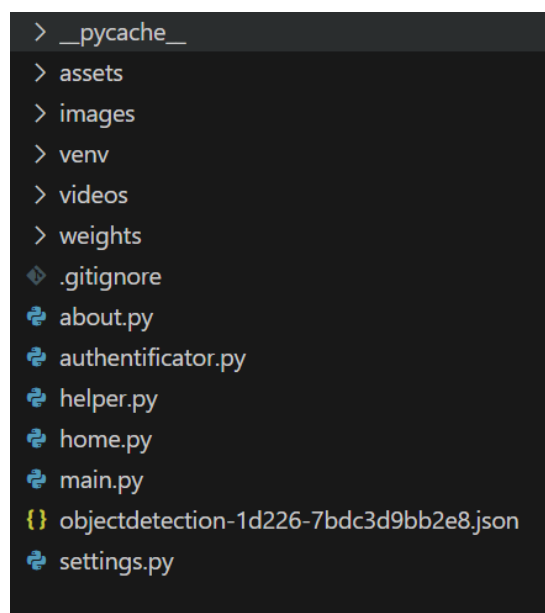 __pycache__
assets
images
venv
videos
weights
.gitignore
about.py
authentificator.py
helper.py
home.py
main.py
objectdetection-1d226-7bdc3d9bb2e8.json
settings.py